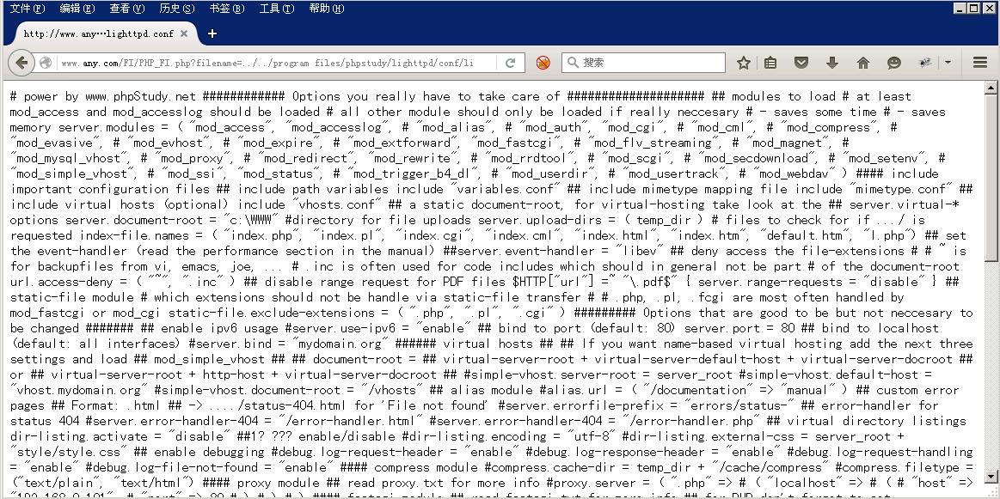 文件(F) 编辑(E) 查看(V) 历史(S) 书签(B) 工具(T) 帮助(H)
http://www.any…lighttpd.conf × +
www.any.com/FI/PHP_FI.php?filename=../../program files/phpstudy/lighttpd/conf/li 搜索
# power by www.phpStudy.net ############ Options you really have to take care of #################### ## modules to load # at least
mod_access and mod_accesslog should be loaded # all other module should only be loaded if really neccesary # - saves some time # - saves
memory server.modules = ( "mod_access", "mod_accesslog", # "mod_alias", # "mod_auth", "mod_cgi", # "mod_cml", # "mod_compress", #
"mod_evasive", # "mod_evhost", # "mod_expire", # "mod_extforward", "mod_fastcgi", # "mod_flv_streaming", # "mod_magnet", #
"mod_mysql_vhost", # "mod_proxy", # "mod_redirect", "mod_rewrite", # "mod_rrdtool", # "mod_scgi", # "mod_secdownload", # "mod_setenv", #
"mod_simple_vhost", # "mod_ssi", "mod_status", # "mod_trigger_b4_dl", # "mod_userdir", # "mod_usertrack", # "mod_webdav" ) #### include
important configuration files ## include path variables include "variables.conf" ## include mimetype mapping file include "mimetype.conf" ##
include virtual hosts (optional) include "vhosts.conf" ## a static document-root, for virtual-hosting take look at the ## server.virtual-*
options server.document-root = "c:\WWW" #directory for file uploads server.upload-dirs = ( temp_dir ) # files to check for if .../ is
requested index-file.names = ( "index.php", "index.pl", "index.cgi", "index.cml", "index.html", "index.htm", "default.htm", "l.php") ## set
the event-handler (read the performance section in the manual) ##server.event-handler = "libev" ## deny access the file-extensions # # ~ is
for backupfiles from vi, emacs, joe, ... # .inc is often used for code includes which should in general not be part # of the document-root
url.access-deny = ( "~", ".inc" ) ## disable range request for PDF files $HTTP["url"] =~ "\.pdf$" { server.range-requests = "disable" } ##
static-file module # which extensions should not be handle via static-file transfer # # .php, .pl, .fcgi are most often handled by
mod_fastcgi or mod_cgi static-file.exclude-extensions = ( ".php", ".pl", ".cgi" ) ######### Options that are good to be but not neccesary to
be changed ####### ## enable ipv6 usage #server.use-ipv6 = "enable" ## bind to port (default: 80) server.port = 80 ## bind to localhost
(default: all interfaces) #server.bind = "mydomain.org" ###### virtual hosts ## ## If you want name-based virtual hosting add the next three
settings and load ## mod_simple_vhost ## ## document-root = ## virtual-server-root + virtual-server-default-host + virtual-server-docroot ##
or ## virtual-server-root + http-host + virtual-server-docroot ## #simple-vhost.server-root = server_root #simple-vhost.default-host =
"vhost.mydomain.org" #simple-vhost.document-root = "/vhosts" ## alias module #alias.url = ( "/documentation" => "manual" ) ## custom error
pages ## Format: .html ## -> ..../status-404.html for 'File not found' #server.errorfile-prefix = "errors/status-" ## error-handler for
status 404 #server.error-handler-404 = "/error-handler.html" #server.error-handler-404 = "/error-handler.php" ## virtual directory listings
dir-listing.activate = "disable" ##1? ??? enable/disable #dir-listing.encoding = "utf-8" #dir-listing.external-css = server_root +
"style/style.css" ## enable debugging #debug.log-request-header = "enable" #debug.log-response-header = "enable" #debug.log-request-handling
= "enable" #debug.log-file-not-found = "enable" #### compress module #compress.cache-dir = temp_dir + "/cache/compress" #compress.filetype =
("text/plain", "text/html") #### proxy module ## read proxy.txt for more info #proxy.server = ( ".php" => # ( "localhost" => # ( # "host" =>